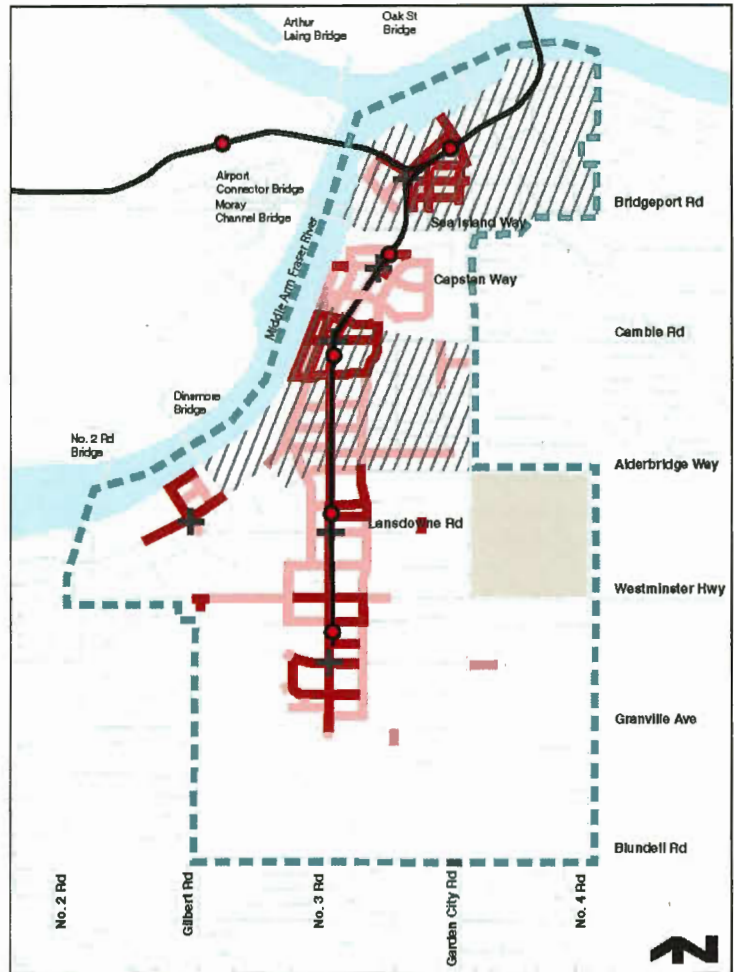 Arthur
Laing Bridge
Oak St
Bridge
Airport
Connector Bridge
Moray
Channel Bridge
Bridgeport Rd
Sea Island Way
Middle Arm Fraser River
Capstan Way
Cambie Rd
Dinsmore
Bridge
No. 2 Rd
Bridge
Alderbridge Way
Lansdowne Rd
Westminster Hwy
Granville Ave
Blundell Rd
No. 2 Rd
Gilbert Rd
No. 3 Rd
Garden City Rd
No. 4 Rd
N